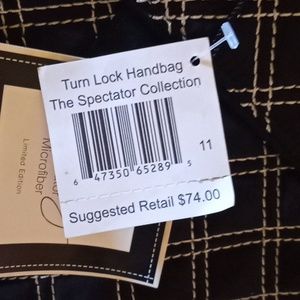 Turn Lock Handbag
The Spectator Collection
11
6 47350 65289 5
Suggested Retail $74.00
Microfiber
Limited Edition